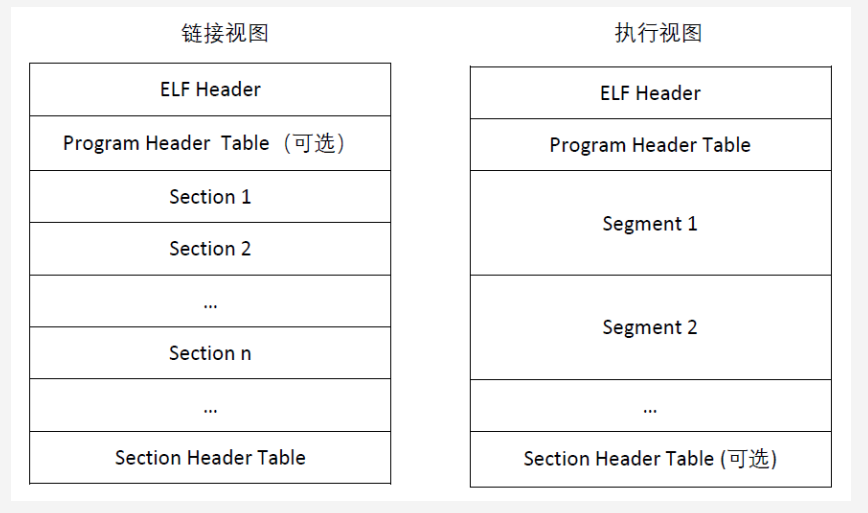 链接视图
ELF Header
Program Header Table（可选）
Section 1
Section 2
...
Section n
...
Section Header Table
执行视图
ELF Header
Program Header Table
Segment 1
Segment 2
...
Section Header Table (可选)